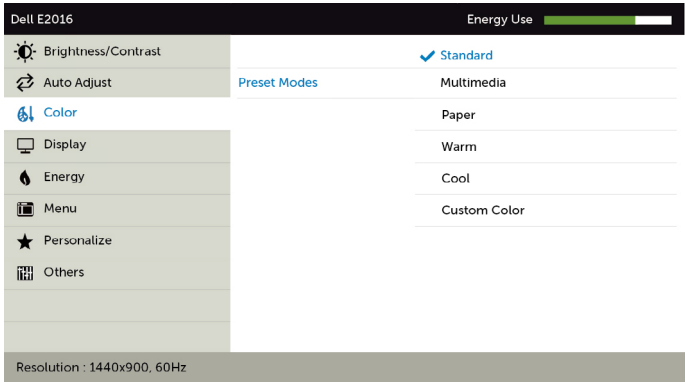 Dell E2016
Energy Use
Brightness/Contrast
Auto Adjust
Color
Display
Energy
Menu
Personalize
Others
Preset Modes
Standard
Multimedia
Paper
Warm
Cool
Custom Color
Resolution : 1440x900, 60Hz